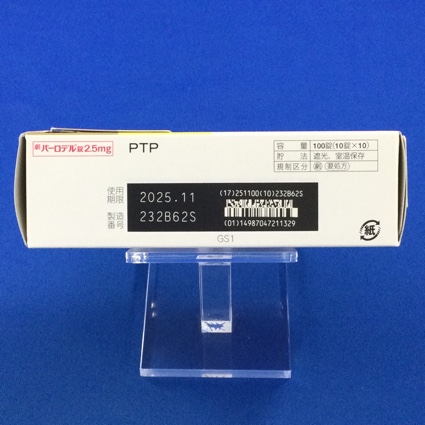 劇 パーロデル錠2.5mg
PTP
容量 100錠(10錠×10)
貯法 遮光、室温保存
規制区分 劇 要処方
使用期限 2025.11
製造番号 232B62S
(17)251100(10)232B62S
(01)14987047211329
GS1
紙